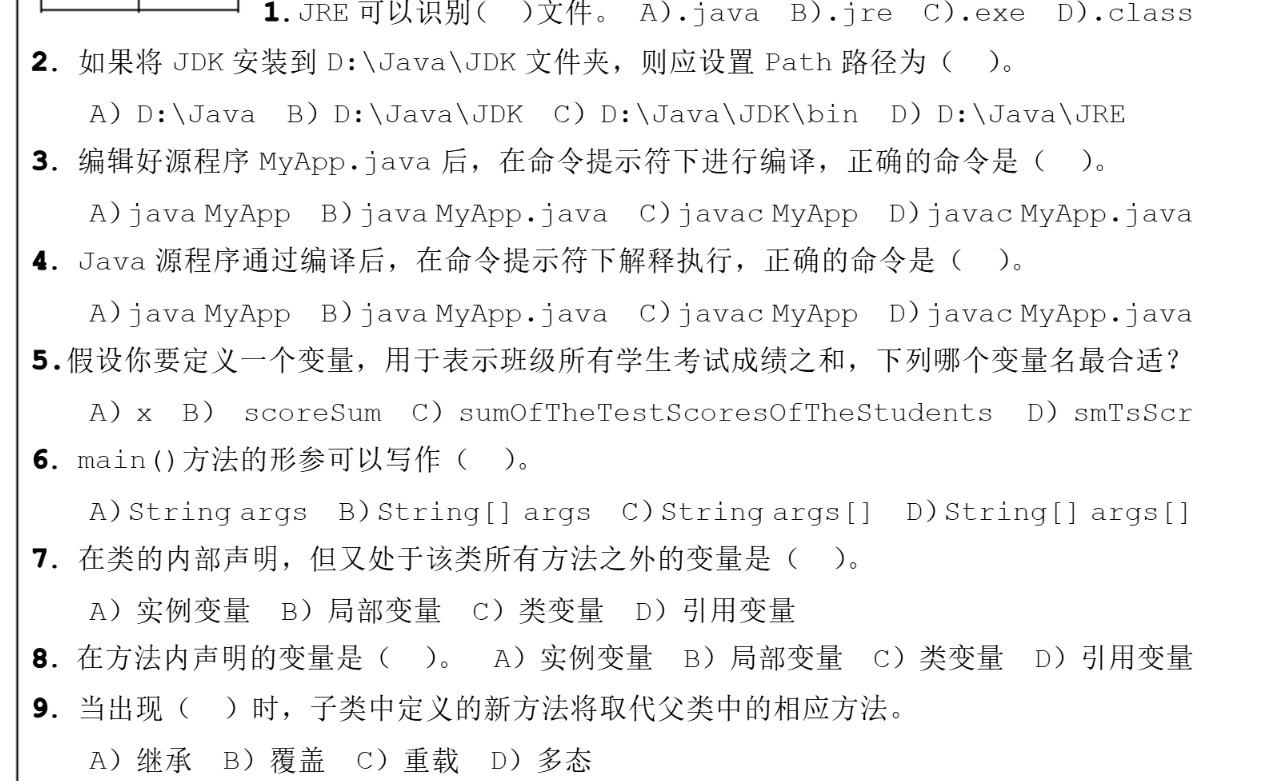 1.JRE 可以识别(  )文件。 A).java B).jre C).exe D).class
2. 如果将 JDK 安装到 D:\Java\JDK 文件夹，则应设置 Path 路径为（  ）。
A）D:\Java B）D:\Java\JDK C）D:\Java\JDK\bin D）D:\Java\JRE
3. 编辑好源程序 MyApp.java 后，在命令提示符下进行编译，正确的命令是（  ）。
A)java MyApp B)java MyApp.java C)javac MyApp D)javac MyApp.java
4. Java 源程序通过编译后，在命令提示符下解释执行，正确的命令是（  ）。
A)java MyApp B)java MyApp.java C)javac MyApp D)javac MyApp.java
5.假设你要定义一个变量，用于表示班级所有学生考试成绩之和，下列哪个变量名最合适？
A）x B） scoreSum C）sumOfTheTestScoresOfTheStudents D）smTsScr
6. main()方法的形参可以写作（  ）。
A)String args B)String[] args C)String args[] D)String[] args[]
7. 在类的内部声明，但又处于该类所有方法之外的变量是（  ）。
A）实例变量 B）局部变量 C）类变量 D）引用变量
8. 在方法内声明的变量是（  ）。 A）实例变量 B）局部变量 C）类变量 D）引用变量
9. 当出现（  ）时，子类中定义的新方法将取代父类中的相应方法。
A）继承 B）覆盖 C）重载 D）多态